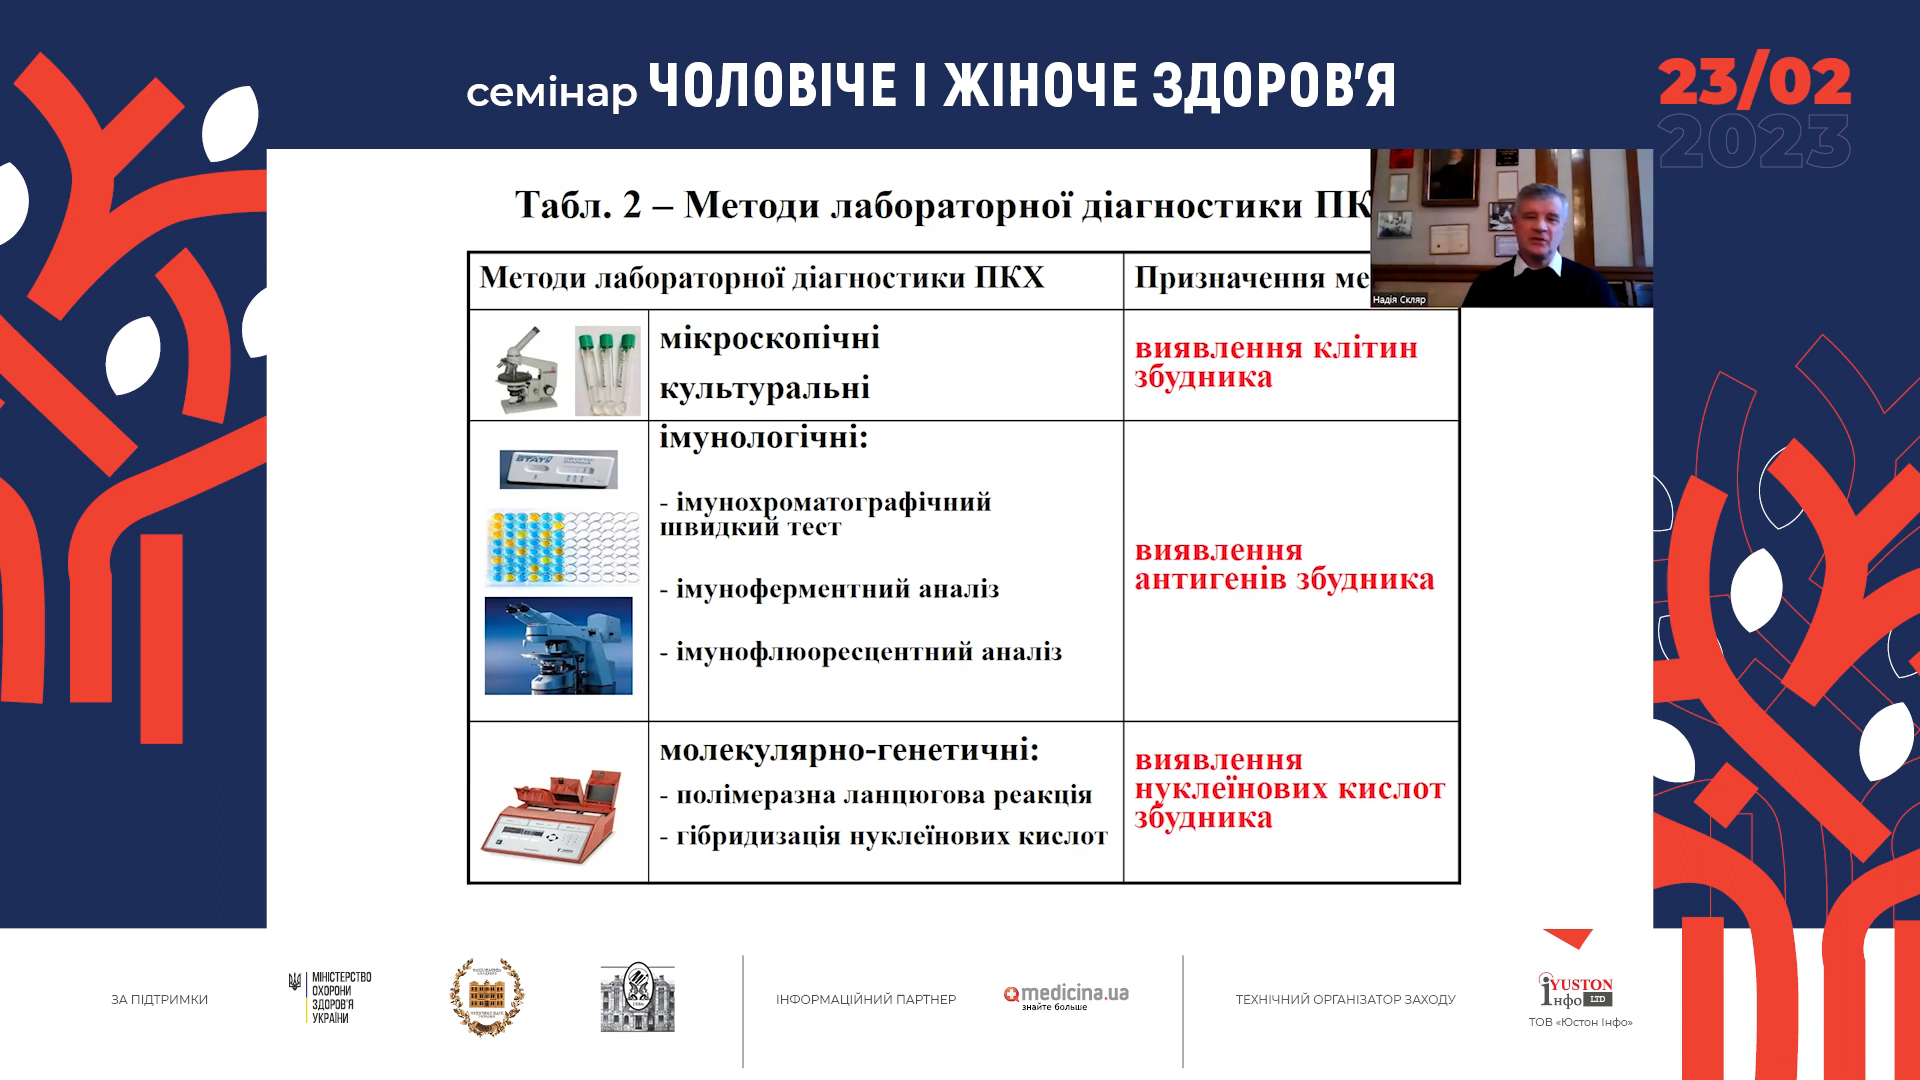 семінар ЧОЛОВІЧЕ І ЖІНОЧЕ ЗДОРОВ'Я
23/02
2023
Табл. 2 – Методи лабораторної діагностики ПК
Надія Скляр
Методи лабораторної діагностики ПКХ
Призначення ме
мікроскопічні
культуральні
виявлення клітин
збудника
імунологічні:
- імунохроматографічний
швидкий тест
- імуноферментний аналіз
- імунофлюоресцентний аналіз
виявлення
антигенів збудника
молекулярно-генетичні:
- полімеразна ланцюгова реакція
- гібридизація нуклеїнових кислот
виявлення
нуклеїнових кислот
збудника
ЗА ПІДТРИМКИ
МІНІСТЕРСТВО
ОХОРОНИ
ЗДОРОВ'Я
УКРАЇНИ
ІНФОРМАЦІЙНИЙ ПАРТНЕР
medicina.ua
знайте больше
ТЕХНІЧНИЙ ОРГАНІЗАТОР ЗАХОДУ
iYUSTON
Інфо LTD
ТОВ «Юстон Інфо»